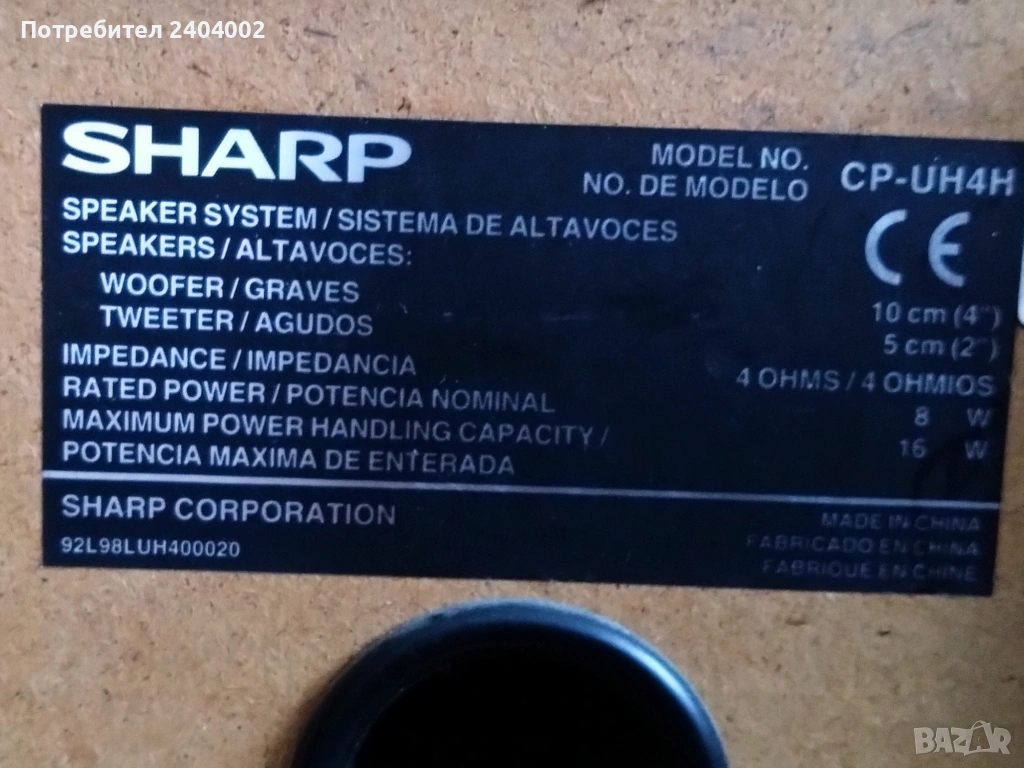 Потребител 2404002
SHARP
MODEL NO.
NO. DE MODELO
CP-UH4H
SPEAKER SYSTEM / SISTEMA DE ALTAVOCES
CE
SPEAKERS / ALTAVOCES:
WOOFER / GRAVES 10 cm (4")
TWEETER / AGUDOS 5 cm (2")
IMPEDANCE / IMPEDANCIA 4 OHMS / 4 OHMIOS
RATED POWER / POTENCIA NOMINAL 8 W
MAXIMUM POWER HANDLING CAPACITY / 16 W
POTENCIA MAXIMA DE ENTERADA
SHARP CORPORATION
92L98LUH400020
MADE IN CHINA
FABRICADO EN CHINA
FABRIQUE EN CHINE
BAZAR